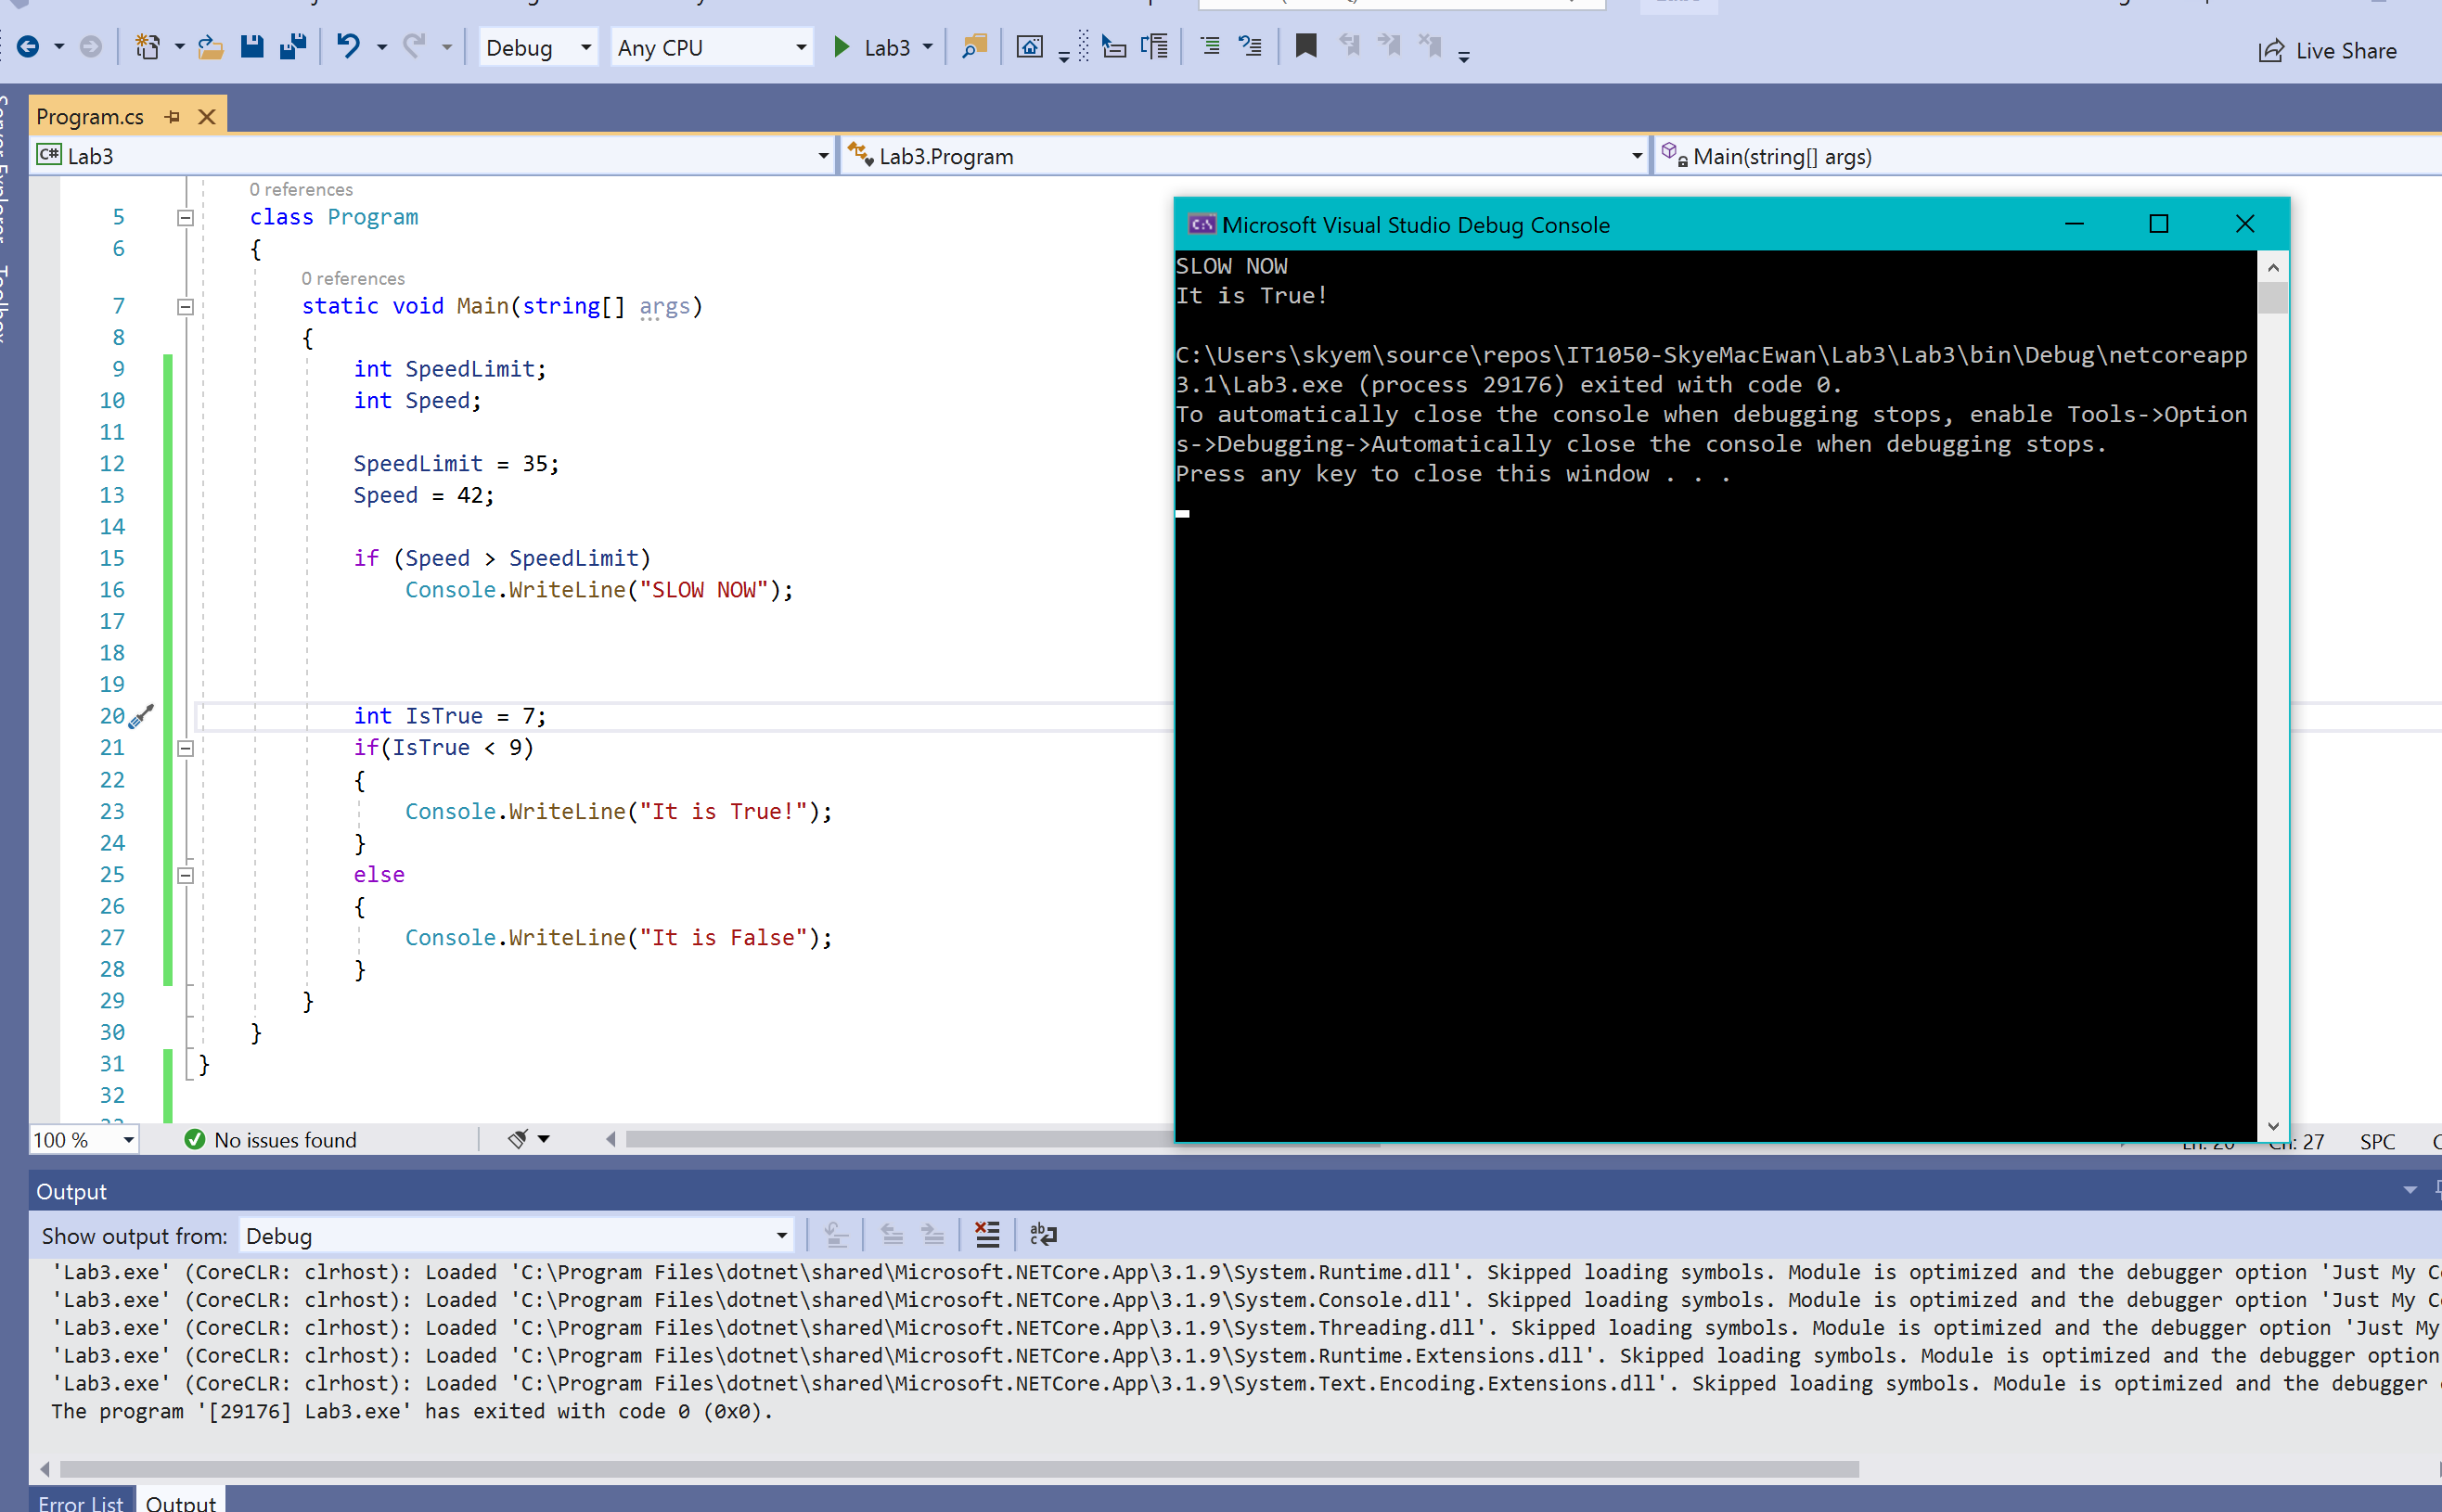 Debug Any CPU Lab3 Live Share
Server Explorer Toolbox
Program.cs
C# Lab3 Lab3.Program Main(string[] args)
0 references
5 class Program
6 {
0 references
7 static void Main(string[] args)
8 {
9 int SpeedLimit;
10 int Speed;
11
12 SpeedLimit = 35;
13 Speed = 42;
14
15 if (Speed > SpeedLimit)
16 Console.WriteLine("SLOW NOW");
17
18
19
20 int IsTrue = 7;
21 if(IsTrue < 9)
22 {
23 Console.WriteLine("It is True!");
24 }
25 else
26 {
27 Console.WriteLine("It is False");
28 }
29 }
30 }
31 }
32
C:\ Microsoft Visual Studio Debug Console
SLOW NOW
It is True!
C:\Users\skyem\source\repos\IT1050-SkyeMacEwan\Lab3\Lab3\bin\Debug\netcoreapp
3.1\Lab3.exe (process 29176) exited with code 0.
To automatically close the console when debugging stops, enable Tools->Option
s->Debugging->Automatically close the console when debugging stops.
Press any key to close this window . . .
100 % No issues found Ln: 20 Ch: 27 SPC
Output
Show output from: Debug
'Lab3.exe' (CoreCLR: clrhost): Loaded 'C:\Program Files\dotnet\shared\Microsoft.NETCore.App\3.1.9\System.Runtime.dll'. Skipped loading symbols. Module is optimized and the debugger option 'Just My
'Lab3.exe' (CoreCLR: clrhost): Loaded 'C:\Program Files\dotnet\shared\Microsoft.NETCore.App\3.1.9\System.Console.dll'. Skipped loading symbols. Module is optimized and the debugger option 'Just My
'Lab3.exe' (CoreCLR: clrhost): Loaded 'C:\Program Files\dotnet\shared\Microsoft.NETCore.App\3.1.9\System.Threading.dll'. Skipped loading symbols. Module is optimized and the debugger option 'Just My
'Lab3.exe' (CoreCLR: clrhost): Loaded 'C:\Program Files\dotnet\shared\Microsoft.NETCore.App\3.1.9\System.Runtime.Extensions.dll'. Skipped loading symbols. Module is optimized and the debugger option
'Lab3.exe' (CoreCLR: clrhost): Loaded 'C:\Program Files\dotnet\shared\Microsoft.NETCore.App\3.1.9\System.Text.Encoding.Extensions.dll'. Skipped loading symbols. Module is optimized and the debugger
The program '[29176] Lab3.exe' has exited with code 0 (0x0).
Error List Output